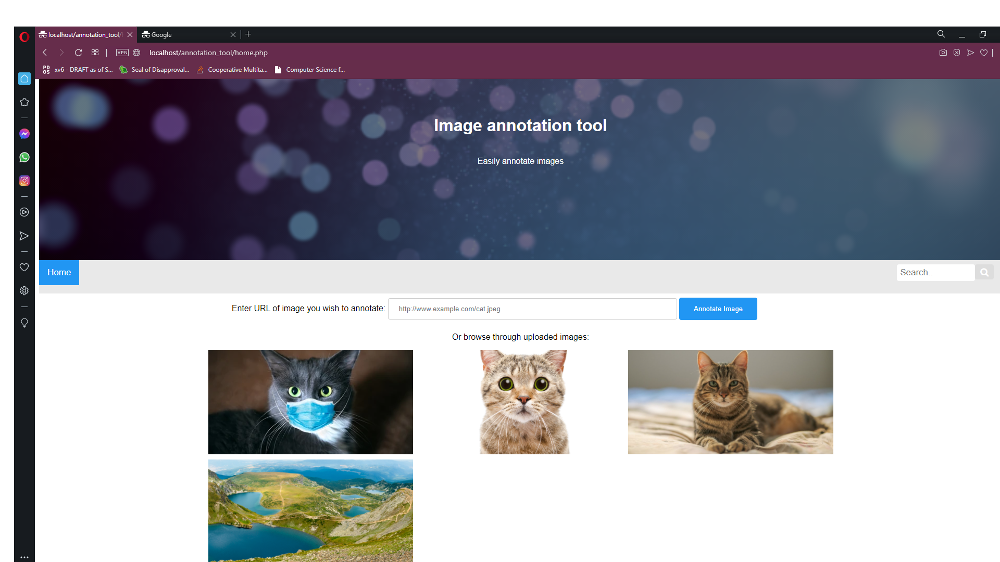 localhost/annotation_tool/
Google
VPN
localhost/annotation_tool/home.php
PD
OS
xv6 - DRAFT as of S...
Seal of Disapproval...
Cooperative Multita...
Computer Science f...
Image annotation tool
Easily annotate images
Home
Search..
Enter URL of image you wish to annotate:
http://www.example.com/cat.jpeg
Annotate Image
Or browse through uploaded images: